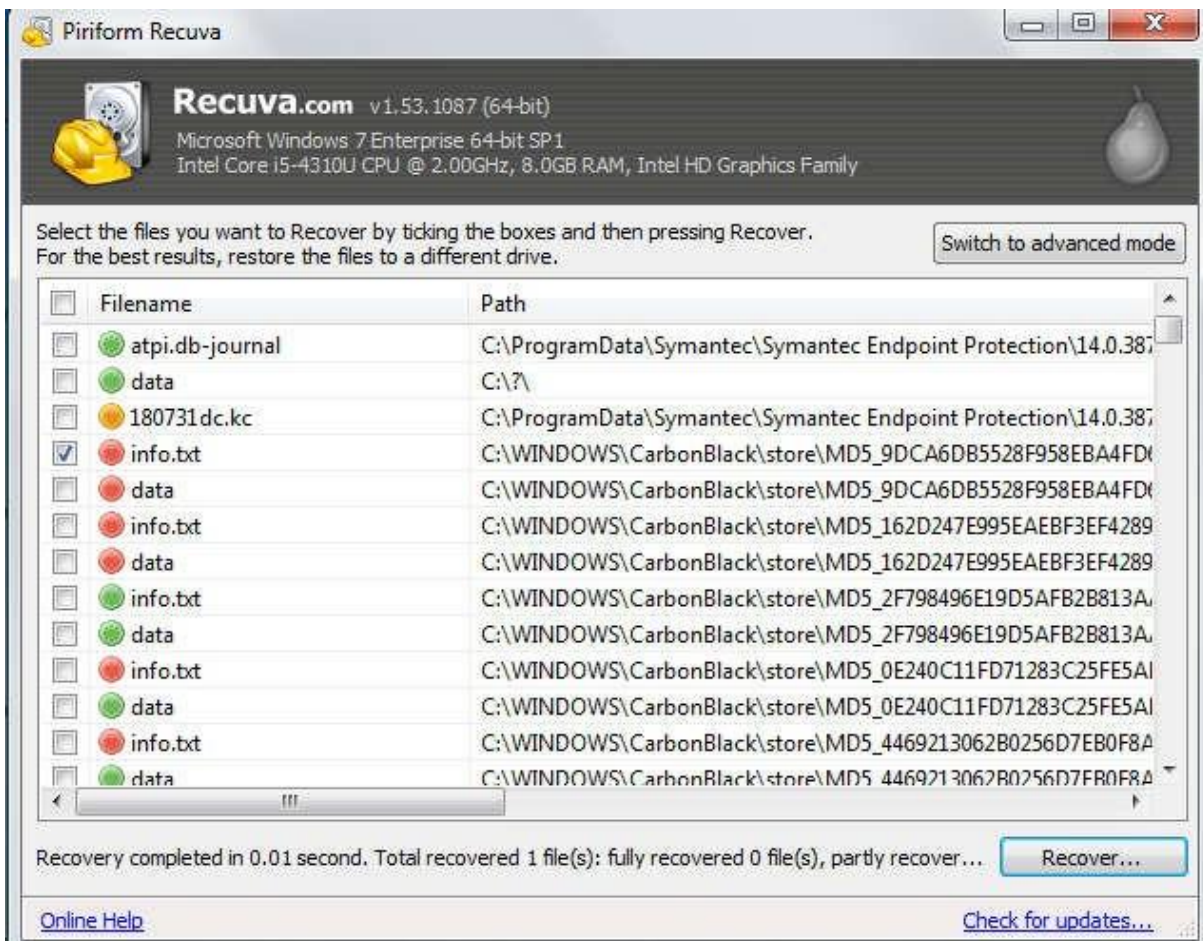 Piriform Recuva
Recuva.com v1.53.1087 (64-bit)
Microsoft Windows 7 Enterprise 64-bit SP1
Intel Core i5-4310U CPU @ 2.00GHz, 8.0GB RAM, Intel HD Graphics Family
Select the files you want to Recover by ticking the boxes and then pressing Recover.
For the best results, restore the files to a different drive.
Switch to advanced mode
Filename Path
atpi.db-journal C:\ProgramData\Symantec\Symantec Endpoint Protection\14.0.387
data C:\?\
180731dc.kc C:\ProgramData\Symantec\Symantec Endpoint Protection\14.0.387
info.txt C:\WINDOWS\CarbonBlack\store\MD5_9DCA6DB5528F958EBA4FD6
data C:\WINDOWS\CarbonBlack\store\MD5_9DCA6DB5528F958EBA4FD6
info.txt C:\WINDOWS\CarbonBlack\store\MD5_162D247E995EAEBF3EF4289
data C:\WINDOWS\CarbonBlack\store\MD5_162D247E995EAEBF3EF4289
info.txt C:\WINDOWS\CarbonBlack\store\MD5_2F798496E19D5AFB2B813A
data C:\WINDOWS\CarbonBlack\store\MD5_2F798496E19D5AFB2B813A
info.txt C:\WINDOWS\CarbonBlack\store\MD5_0E240C11FD71283C25FE5A
data C:\WINDOWS\CarbonBlack\store\MD5_0E240C11FD71283C25FE5A
info.txt C:\WINDOWS\CarbonBlack\store\MD5_4469213062B0256D7EB0F8A
data C:\WINDOWS\CarbonBlack\store\MD5_4469213062B0256D7EB0F8A
Recovery completed in 0.01 second. Total recovered 1 file(s): fully recovered 0 file(s), partly recover... Recover...
Online Help Check for updates...